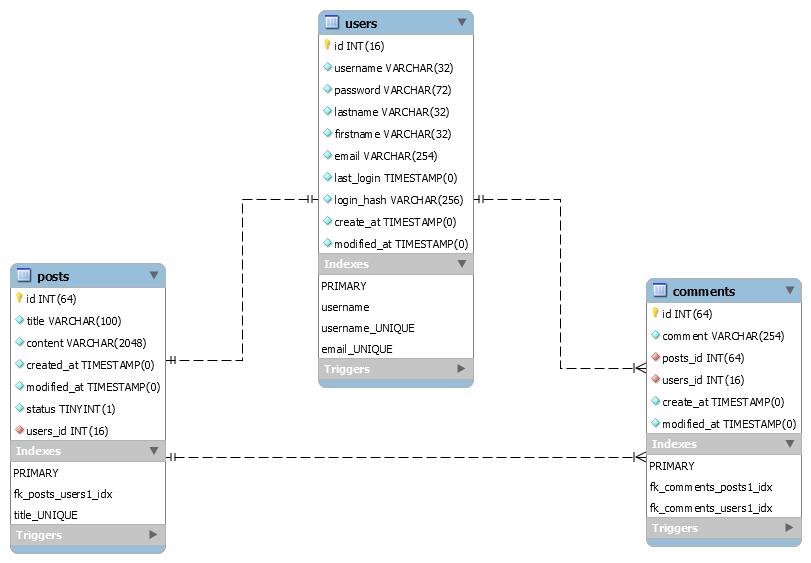 users
id INT(16)
username VARCHAR(32)
password VARCHAR(72)
lastname VARCHAR(32)
firstname VARCHAR(32)
email VARCHAR(254)
last_login TIMESTAMP(0)
login_hash VARCHAR(256)
create_at TIMESTAMP(0)
modified_at TIMESTAMP(0)
Indexes
PRIMARY
username
username_UNIQUE
email_UNIQUE
Triggers
posts
id INT(64)
title VARCHAR(100)
content VARCHAR(2048)
created_at TIMESTAMP(0)
modified_at TIMESTAMP(0)
status TINYINT(1)
users_id INT(16)
Indexes
PRIMARY
fk_posts_users1_idx
title_UNIQUE
Triggers
comments
id INT(64)
comment VARCHAR(254)
posts_id INT(64)
users_id INT(16)
create_at TIMESTAMP(0)
modified_at TIMESTAMP(0)
Indexes
PRIMARY
fk_comments_posts1_idx
fk_comments_users1_idx
Triggers